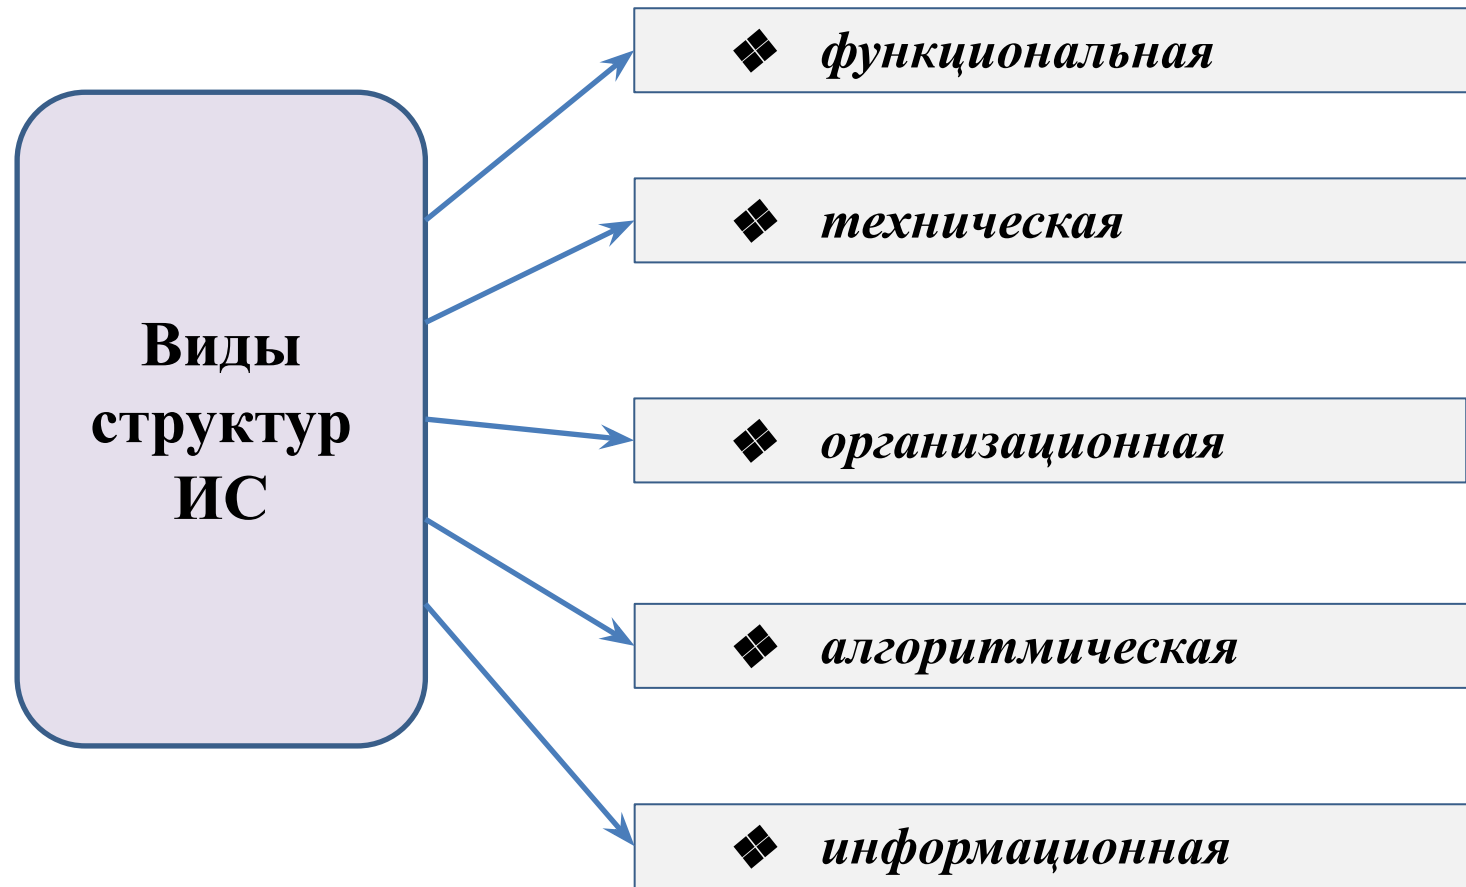 Виды
структур
ИС
❖ функциональная
❖ техническая
❖ организационная
❖ алгоритмическая
❖ информационная